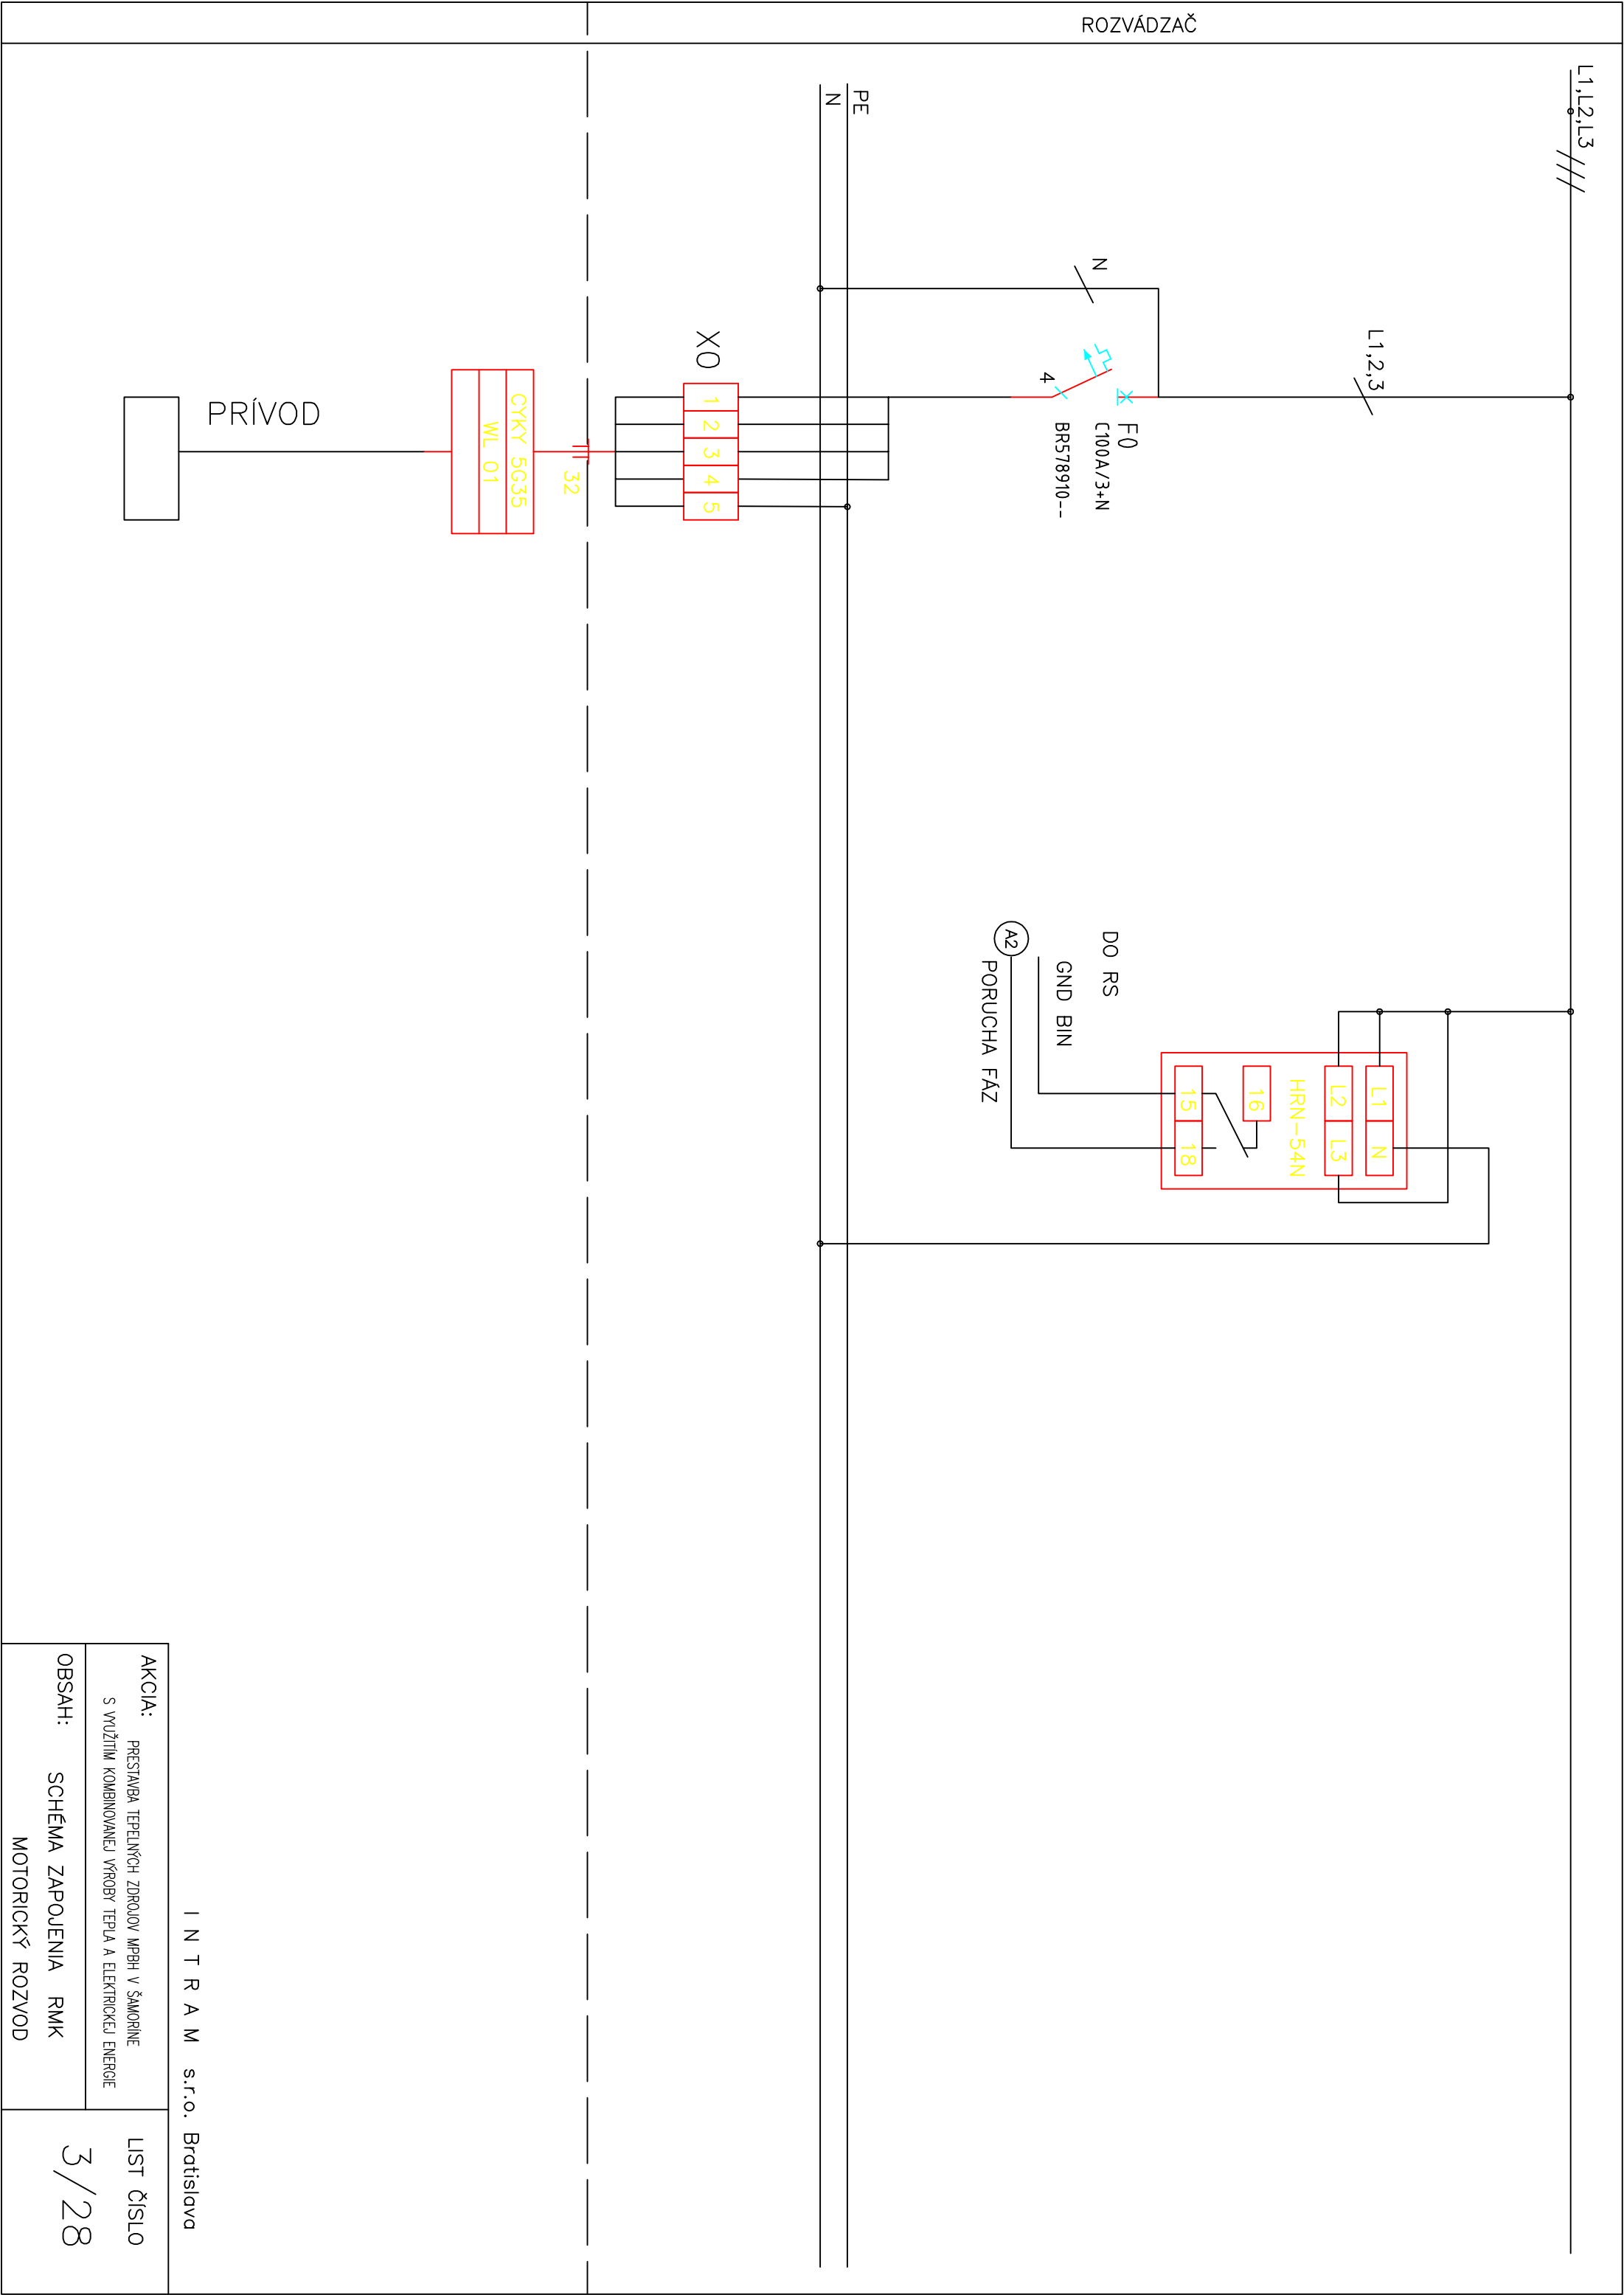 ROZVÁDZAČ
L1,L2,L3
L1,2,3
N
F0
C100A/3+N
BR578910--
4
PE
N
X0
1
2
3
4
5
32
CYKY 5G35
WL 01
PRÍVOD
L1
N
L2
L3
HRN-54N
16
15
18
DO RS
GND BIN
A2
PORUCHA FÁZ
I N T R A M s.r.o. Bratislava
AKCIA:
PRESTAVBA TEPELNÝCH ZDROJOV MPBH V ŠAMORÍNE
S VYUŽITÍM KOMBINOVANEJ VÝROBY TEPLA A ELEKTRICKEJ ENERGIE
OBSAH:
SCHÉMA ZAPOJENIA RMK
MOTORICKÝ ROZVOD
LIST ČÍSLO
3/28